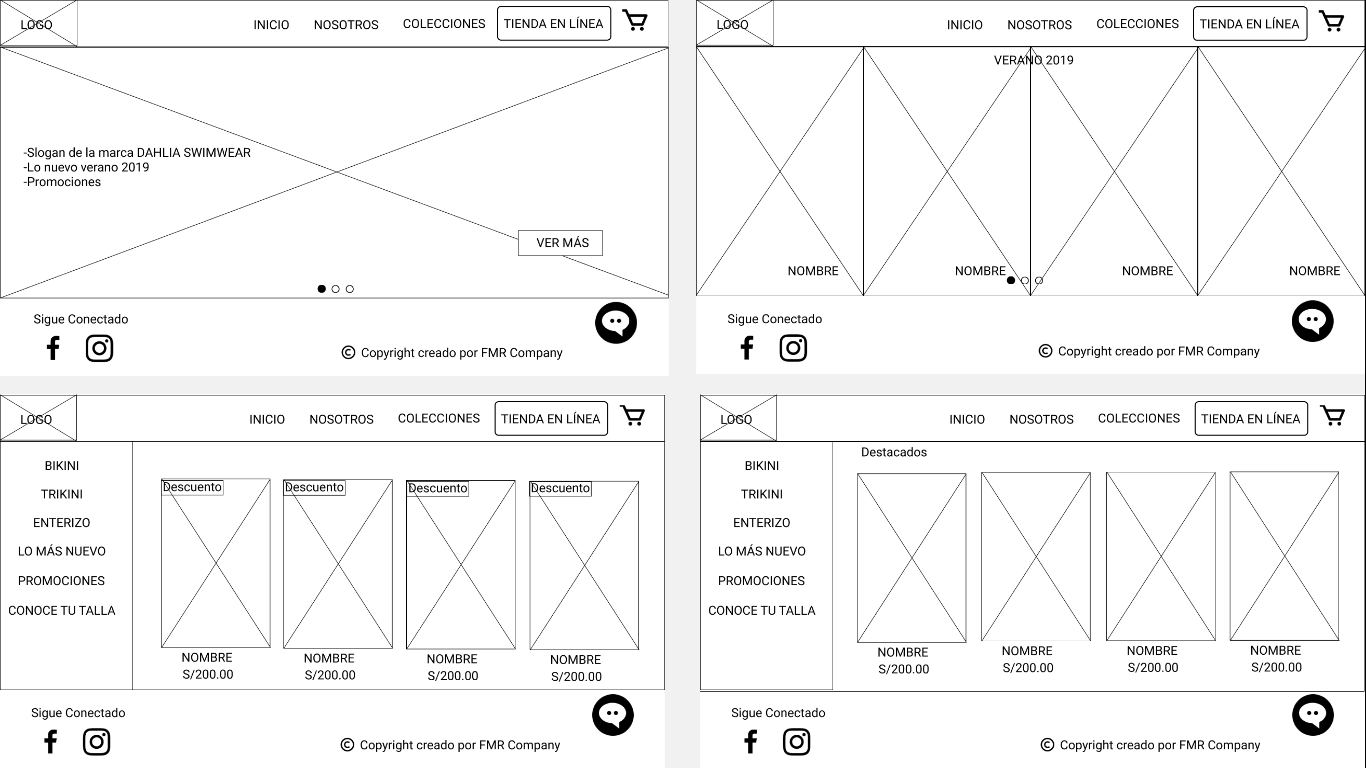 LOGO
INICIO
NOSOTROS
COLECCIONES
TIENDA EN LÍNEA
-Slogan de la marca DAHLIA SWIMWEAR
-Lo nuevo verano 2019
-Promociones
VER MÁS
Sigue Conectado
© Copyright creado por FMR Company
LOGO
INICIO
NOSOTROS
COLECCIONES
TIENDA EN LÍNEA
VERANO 2019
NOMBRE
NOMBRE
NOMBRE
NOMBRE
Sigue Conectado
© Copyright creado por FMR Company
LOGO
INICIO
NOSOTROS
COLECCIONES
TIENDA EN LÍNEA
BIKINI
TRIKINI
ENTERIZO
LO MÁS NUEVO
PROMOCIONES
CONOCE TU TALLA
Descuento
Descuento
Descuento
Descuento
NOMBRE
S/200.00
NOMBRE
S/200.00
NOMBRE
S/200.00
NOMBRE
S/200.00
Sigue Conectado
© Copyright creado por FMR Company
LOGO
INICIO
NOSOTROS
COLECCIONES
TIENDA EN LÍNEA
BIKINI
TRIKINI
ENTERIZO
LO MÁS NUEVO
PROMOCIONES
CONOCE TU TALLA
Destacados
NOMBRE
S/200.00
NOMBRE
S/200.00
NOMBRE
S/200.00
NOMBRE
S/200.00
Sigue Conectado
© Copyright creado por FMR Company